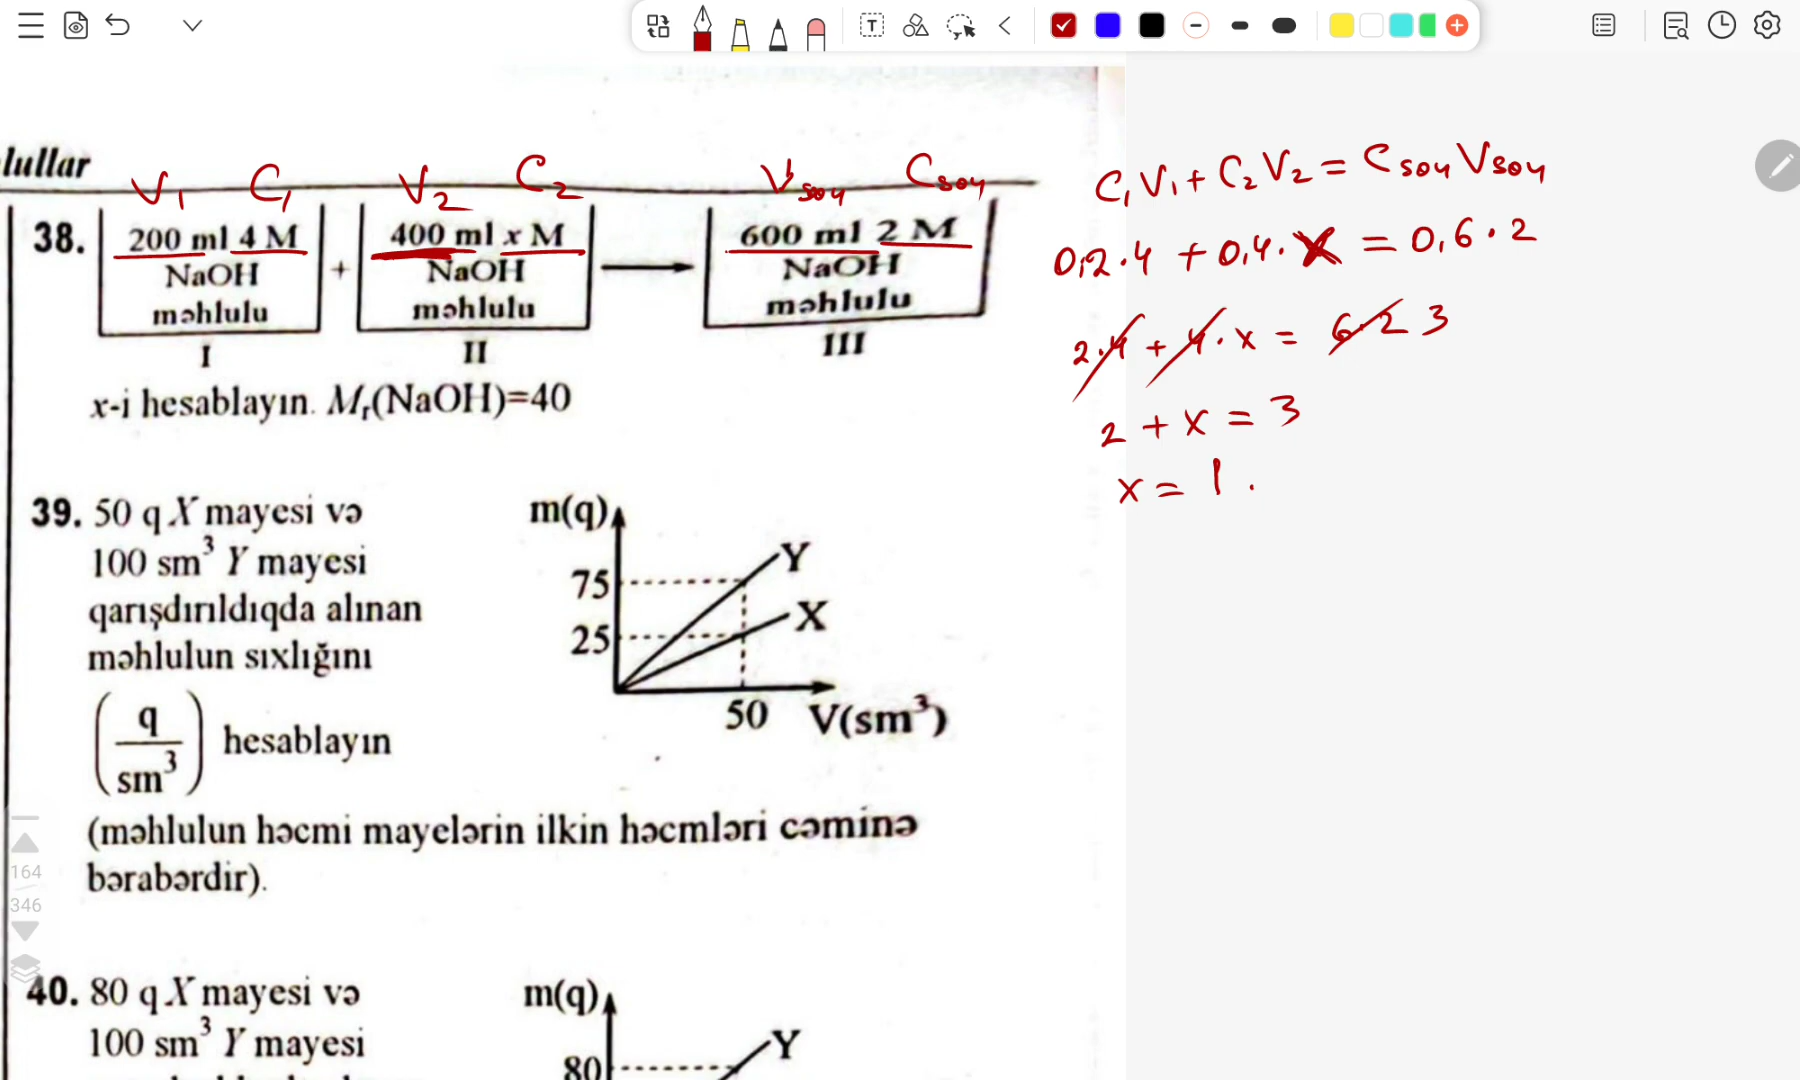 lullar
V₁ C₁ V₂ C₂ Vson Cson
38. 200 ml 4 M + 400 ml x M 600 ml 2 M
NaOH NaOH NaOH
məhlulu məhlulu məhlulu
I II III
x-i hesablayın. Mᵣ(NaOH)=40
C₁V₁ + C₂V₂ = Cson Vson
0,2·4 + 0,4·x = 0,6·2
2·4 + 4·x = 6·2 3
2 + x = 3
x = 1.
39. 50 q X mayesi və
100 sm³ Y mayesi
qarışdırıldıqda alınan
məhlulun sıxlığını
(q/sm³) hesablayın
(məhlulun həcmi mayelərin ilkin həcmləri cəminə
bərabərdir).
m(q)
Y
75
X
25
50 V(sm³)
164
346
40. 80 q X mayesi və
100 sm³ Y mayesi
m(q)
Y
80
T